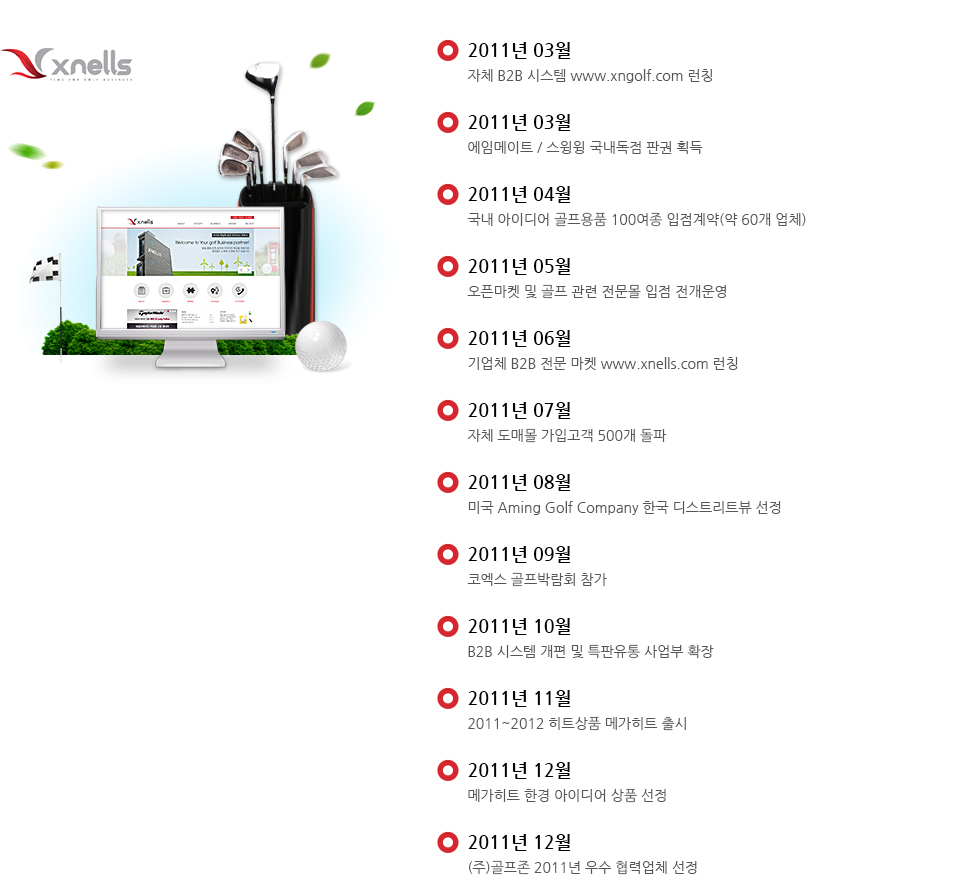 xnells
TIME FOR GOLF BUSINESS
xnells
Welcome to Your golf Business partner!
XNELLS
TaylorMade
2011년 03월
자체 B2B 시스템 www.xngolf.com 런칭
2011년 03월
에임메이트 / 스윙윙 국내독점 판권 획득
2011년 04월
국내 아이디어 골프용품 100여종 입점계약(약 60개 업체)
2011년 05월
오픈마켓 및 골프 관련 전문몰 입점 전개운영
2011년 06월
기업체 B2B 전문 마켓 www.xnells.com 런칭
2011년 07월
자체 도매몰 가입고객 500개 돌파
2011년 08월
미국 Aming Golf Company 한국 디스트리트뷰 선정
2011년 09월
코엑스 골프박람회 참가
2011년 10월
B2B 시스템 개편 및 특판유통 사업부 확장
2011년 11월
2011~2012 히트상품 메가히트 출시
2011년 12월
메가히트 한경 아이디어 상품 선정
2011년 12월
(주)골프존 2011년 우수 협력업체 선정